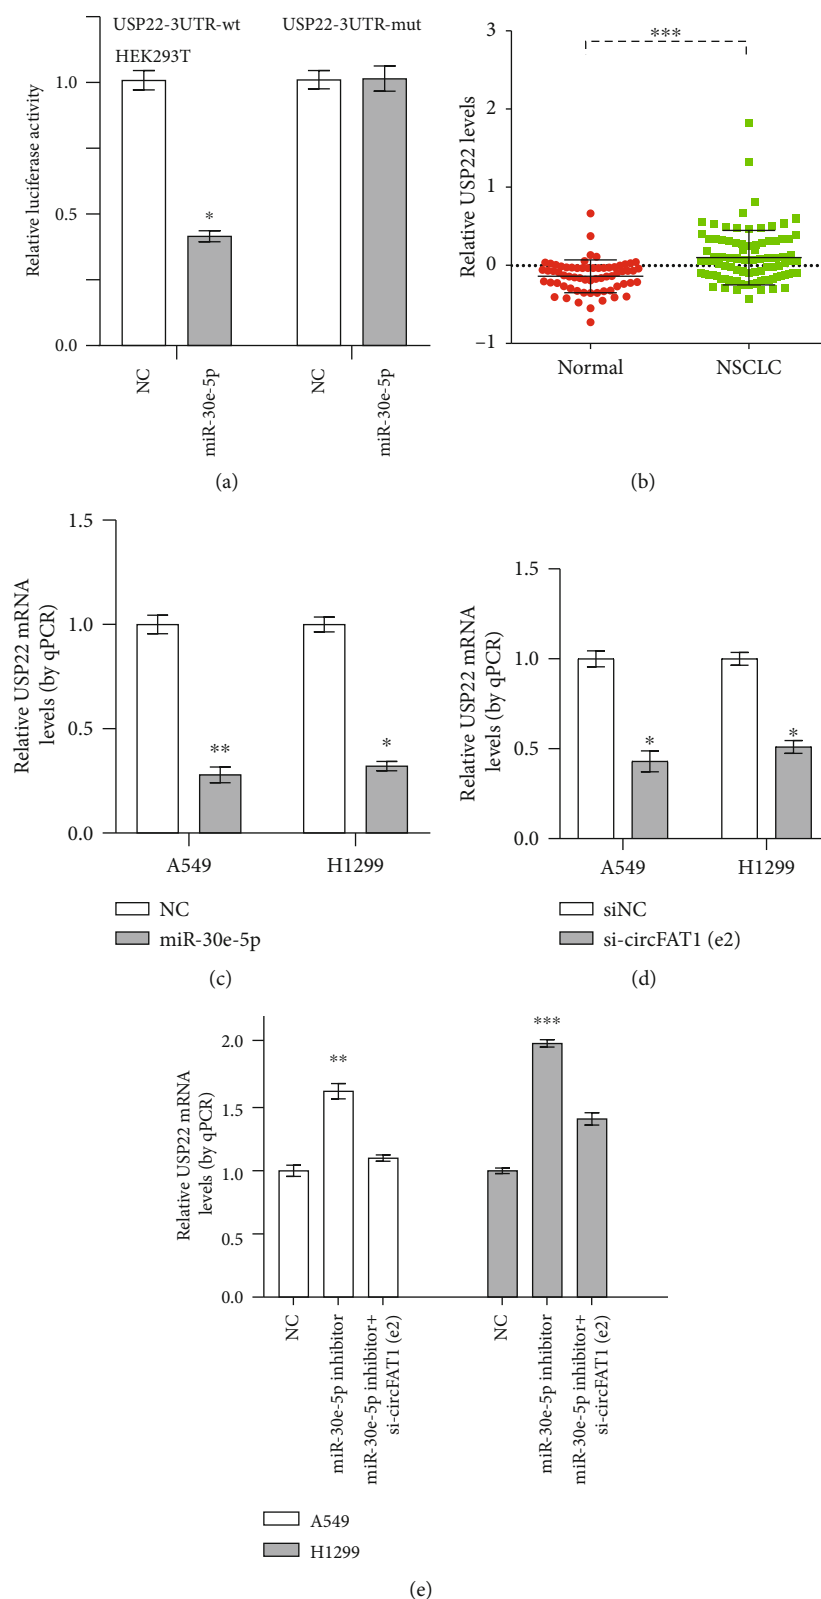 USP22-3UTR-wt
USP22-3UTR-mut
HEK293T
Relative luciferase activity
1.0
0.5
0.0
*
NC
miR-30e-5p
NC
miR-30e-5p
(a)
***
Relative USP22 levels
3
2
1
0
−1
Normal
NSCLC
(b)
Relative USP22 mRNA
levels (by qPCR)
1.5
1.0
0.5
0.0
**
*
A549
H1299
NC
miR-30e-5p
(c)
Relative USP22 mRNA
levels (by qPCR)
1.5
1.0
0.5
0.0
*
*
A549
H1299
siNC
si-circFAT1 (e2)
(d)
Relative USP22 mRNA
levels (by qPCR)
2.0
1.5
1.0
0.5
0.0
**
***
NC
miR-30e-5p inhibitor
miR-30e-5p inhibitor+
si-circFAT1 (e2)
NC
miR-30e-5p inhibitor
miR-30e-5p inhibitor+
si-circFAT1 (e2)
A549
H1299
(e)